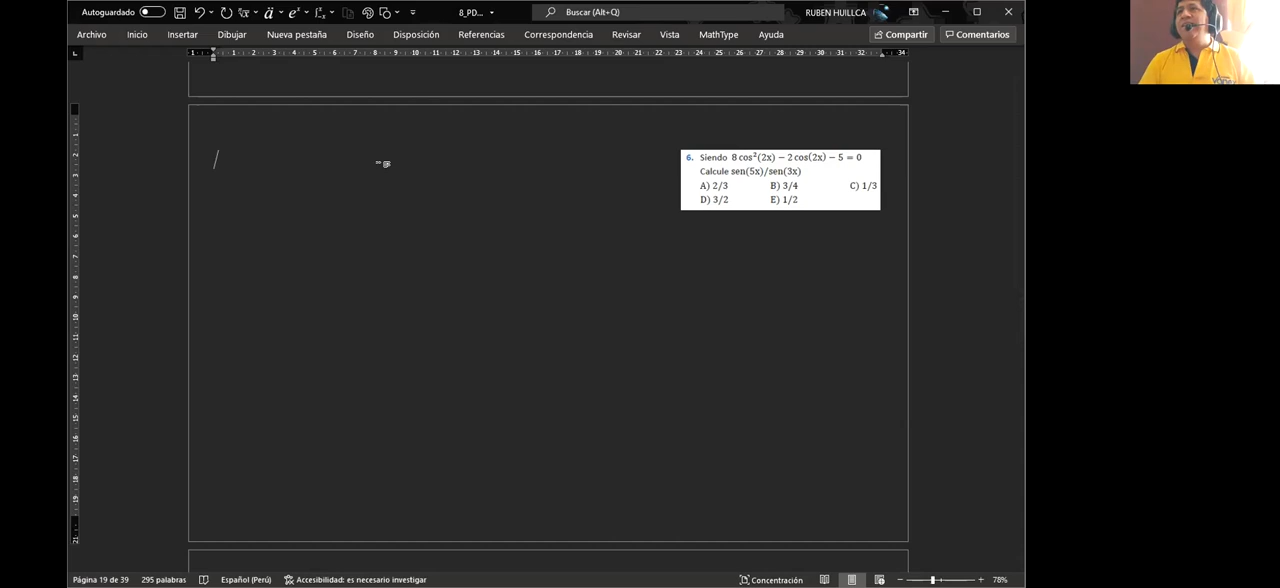 Autoguardado
8_PD...
Buscar (Alt+Q)
RUBEN HUILLCA
Archivo Inicio Insertar Dibujar Nueva pestaña Diseño Disposición Referencias Correspondencia Revisar Vista MathType Ayuda
Compartir Comentarios
6. Siendo 8 cos²(2x) − 2 cos(2x) − 5 = 0
Calcule sen(5x)/sen(3x)
A) 2/3 B) 3/4 C) 1/3
D) 3/2 E) 1/2
Página 19 de 39 295 palabras Español (Perú) Accesibilidad: es necesario investigar Concentración 78%